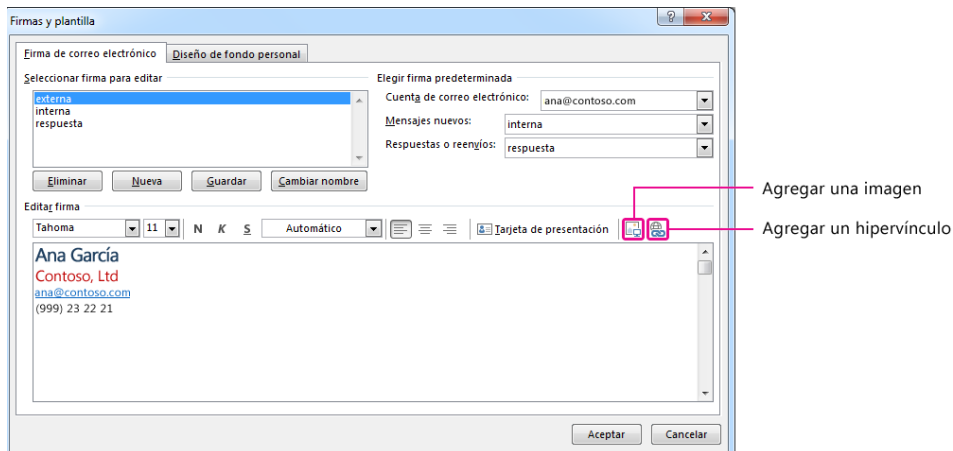 Firmas y plantilla
Firma de correo electrónico Diseño de fondo personal
Seleccionar firma para editar
externa
interna
respuesta
Eliminar Nueva Guardar Cambiar nombre
Elegir firma predeterminada
Cuenta de correo electrónico: ana@contoso.com
Mensajes nuevos: interna
Respuestas o reenvíos: respuesta
Editar firma
Tahoma 11 N K S Automático Tarjeta de presentación
Agregar una imagen
Agregar un hipervínculo
Ana García
Contoso, Ltd
ana@contoso.com
(999) 23 22 21
Aceptar Cancelar